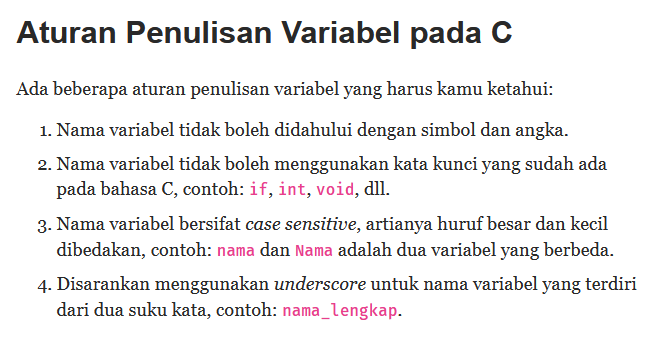 Aturan Penulisan Variabel pada C
Ada beberapa aturan penulisan variabel yang harus kamu ketahui:
1. Nama variabel tidak boleh didahului dengan simbol dan angka.
2. Nama variabel tidak boleh menggunakan kata kunci yang sudah ada
pada bahasa C, contoh: if, int, void, dll.
3. Nama variabel bersifat case sensitive, artianya huruf besar dan kecil
dibedakan, contoh: nama dan Nama adalah dua variabel yang berbeda.
4. Disarankan menggunakan underscore untuk nama variabel yang terdiri
dari dua suku kata, contoh: nama_lengkap.